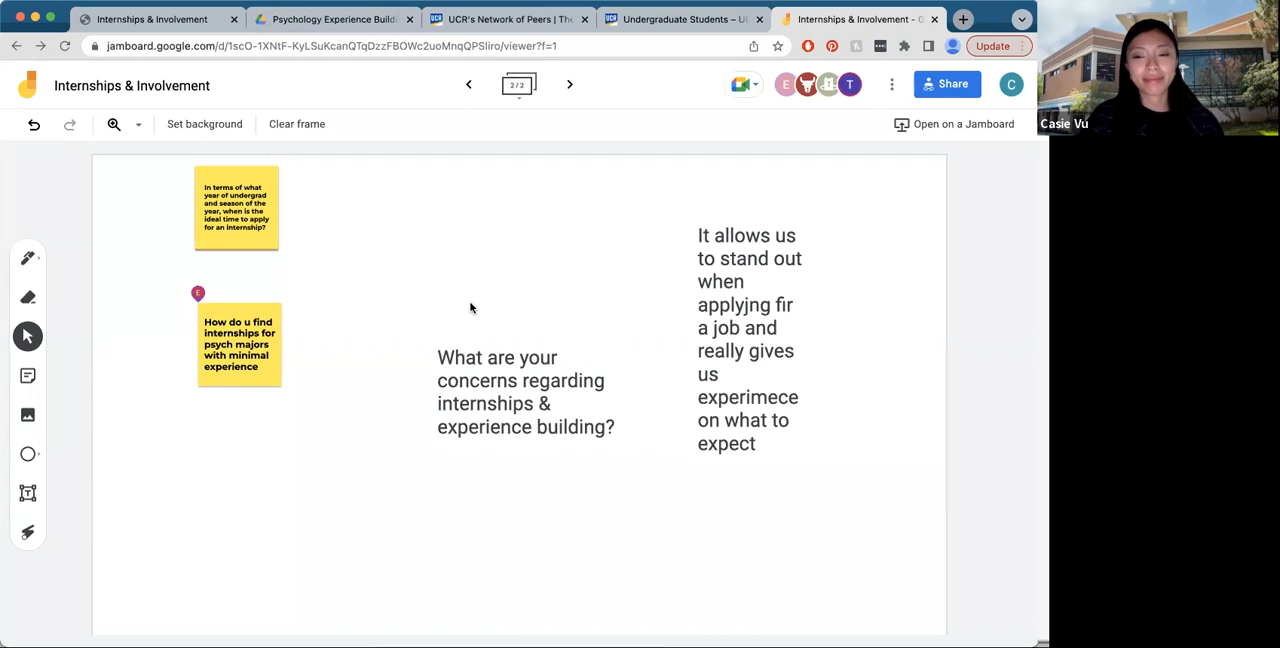 Internships & Involvement
Psychology Experience Build
UCR's Network of Peers | The
Undergraduate Students – U
Internships & Involvement - G
jamboard.google.com/d/1scO-1XNtF-KyLSuKcanQTqDzzFBOWc2uoMnqQPSliro/viewer?f=1
Update
Internships & Involvement
2/2
E
T
Share
C
Set background
Clear frame
Open on a Jamboard
Casie Vu
In terms of what
year of undergrad
and season of the
year, when is the
ideal time to apply
for an internship?
E
How do u find
internships for
psych majors
with minimal
experience
What are your
concerns regarding
internships &
experience building?
It allows us
to stand out
when
applyjng fir
a job and
really gives
us
experimece
on what to
expect